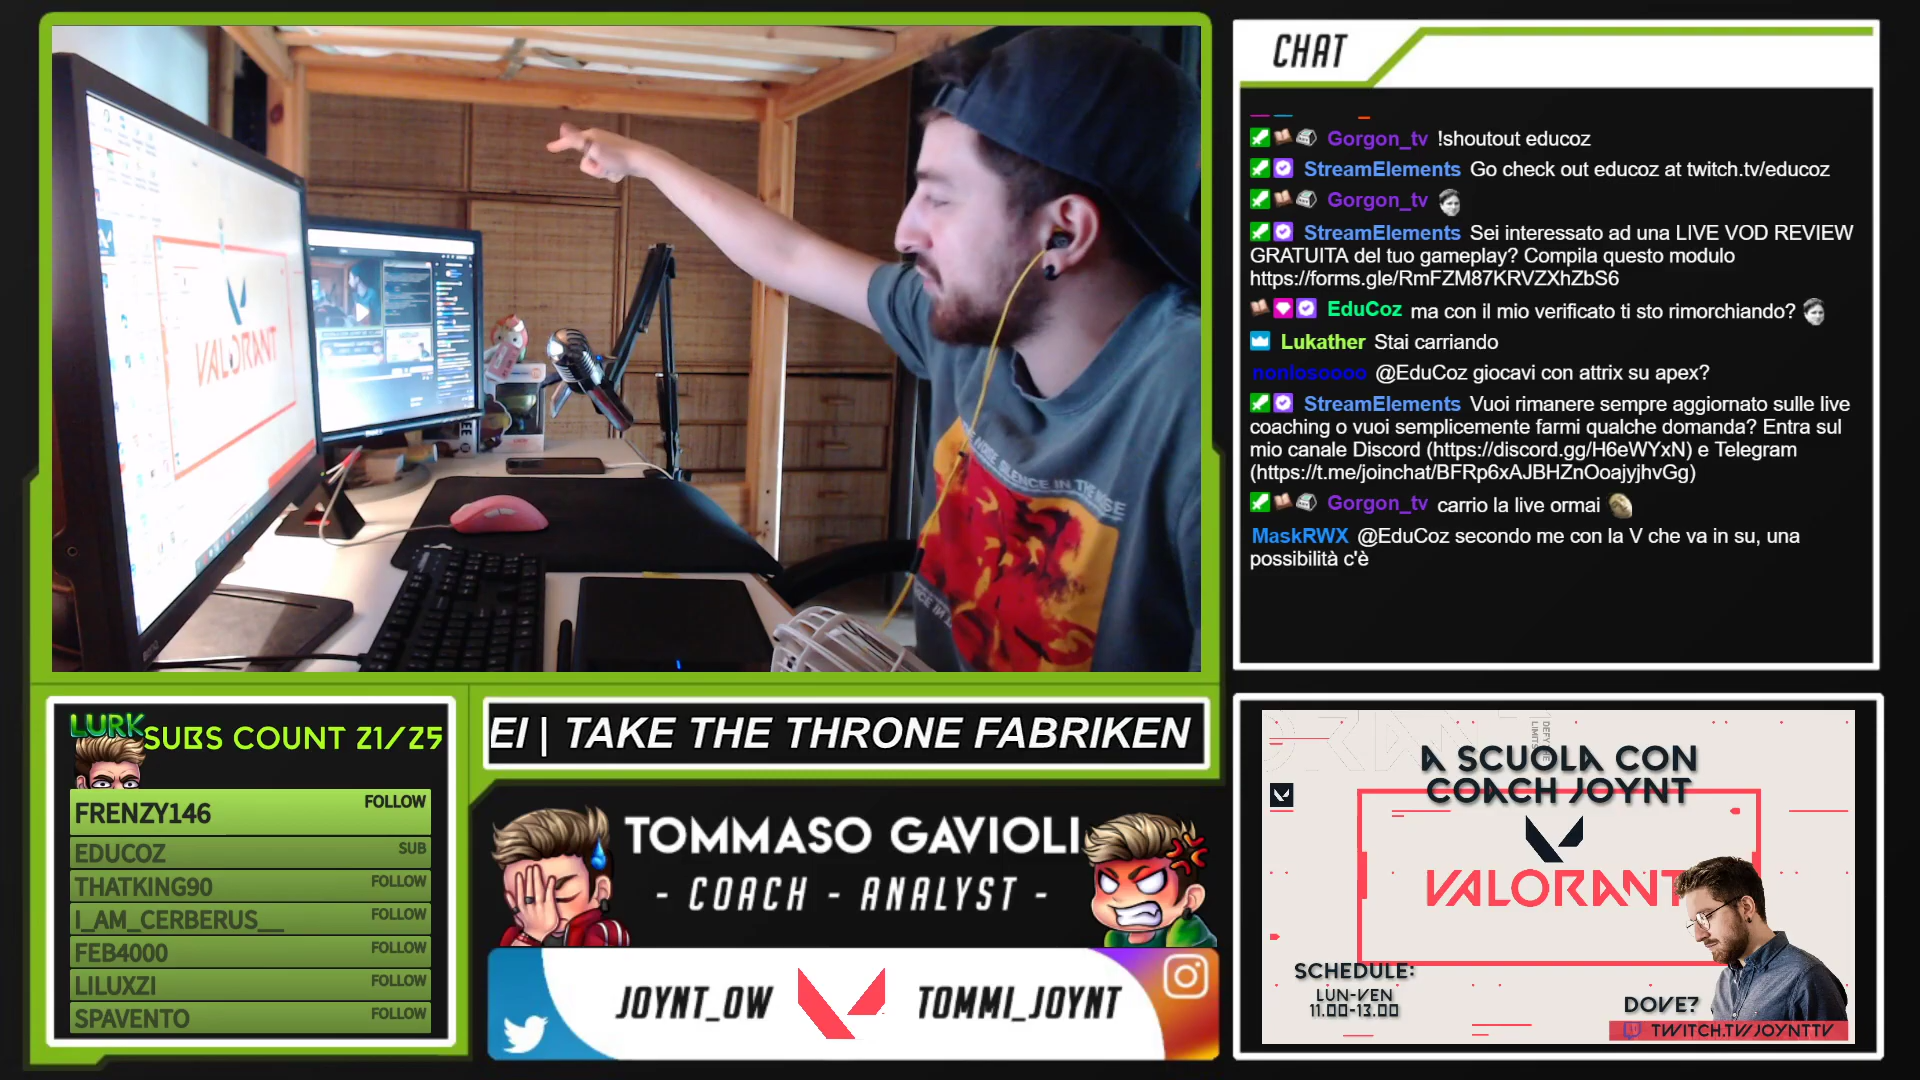 CHAT
Gorgon_tv !shoutout educoz
StreamElements Go check out educoz at twitch.tv/educoz
Gorgon_tv
StreamElements Sei interessato ad una LIVE VOD REVIEW
GRATUITA del tuo gameplay? Compila questo modulo
https://forms.gle/RmFZM87KRVZXhZbS6
EduCoz ma con il mio verificato ti sto rimorchiando?
Lukather Stai carriando
nonlosoooo @EduCoz giocavi con attrix su apex?
StreamElements Vuoi rimanere sempre aggiornato sulle live
coaching o vuoi semplicemente farmi qualche domanda? Entra sul
mio canale Discord (https://discord.gg/H6eWYxN) e Telegram
(https://t.me/joinchat/BFRp6xAJBHZnOoajyjhvGg)
Gorgon_tv carrio la live ormai
MaskRWX @EduCoz secondo me con la V che va in su, una
possibilità c'è
VALORANT
SILENCE IN THE NOISE
LURK
SUBS COUNT 21/25
FRENZY146 FOLLOW
EDUCOZ SUB
THATKING90 FOLLOW
I_AM_CERBERUS__ FOLLOW
FEB4000 FOLLOW
LILUXZI FOLLOW
SPAVENTO FOLLOW
EI | TAKE THE THRONE FABRIKEN
TOMMASO GAVIOLI
- COACH - ANALYST -
JOYNT_OW
TOMMI_JOYNT
DEFY THE
LIMITS
A SCUOLA CON
COACH JOYNT
VALORANT
SCHEDULE:
LUN-VEN
11.00-13.00
DOVE?
TWITCH.TV/JOYNTTV